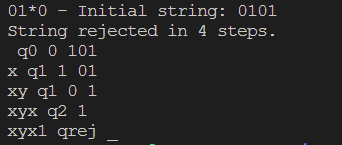 01*0 - Initial string: 0101
String rejected in 4 steps.
q0 0 101
x q1 1 01
xy q1 0 1
xyx q2 1
xyx1 qrej _